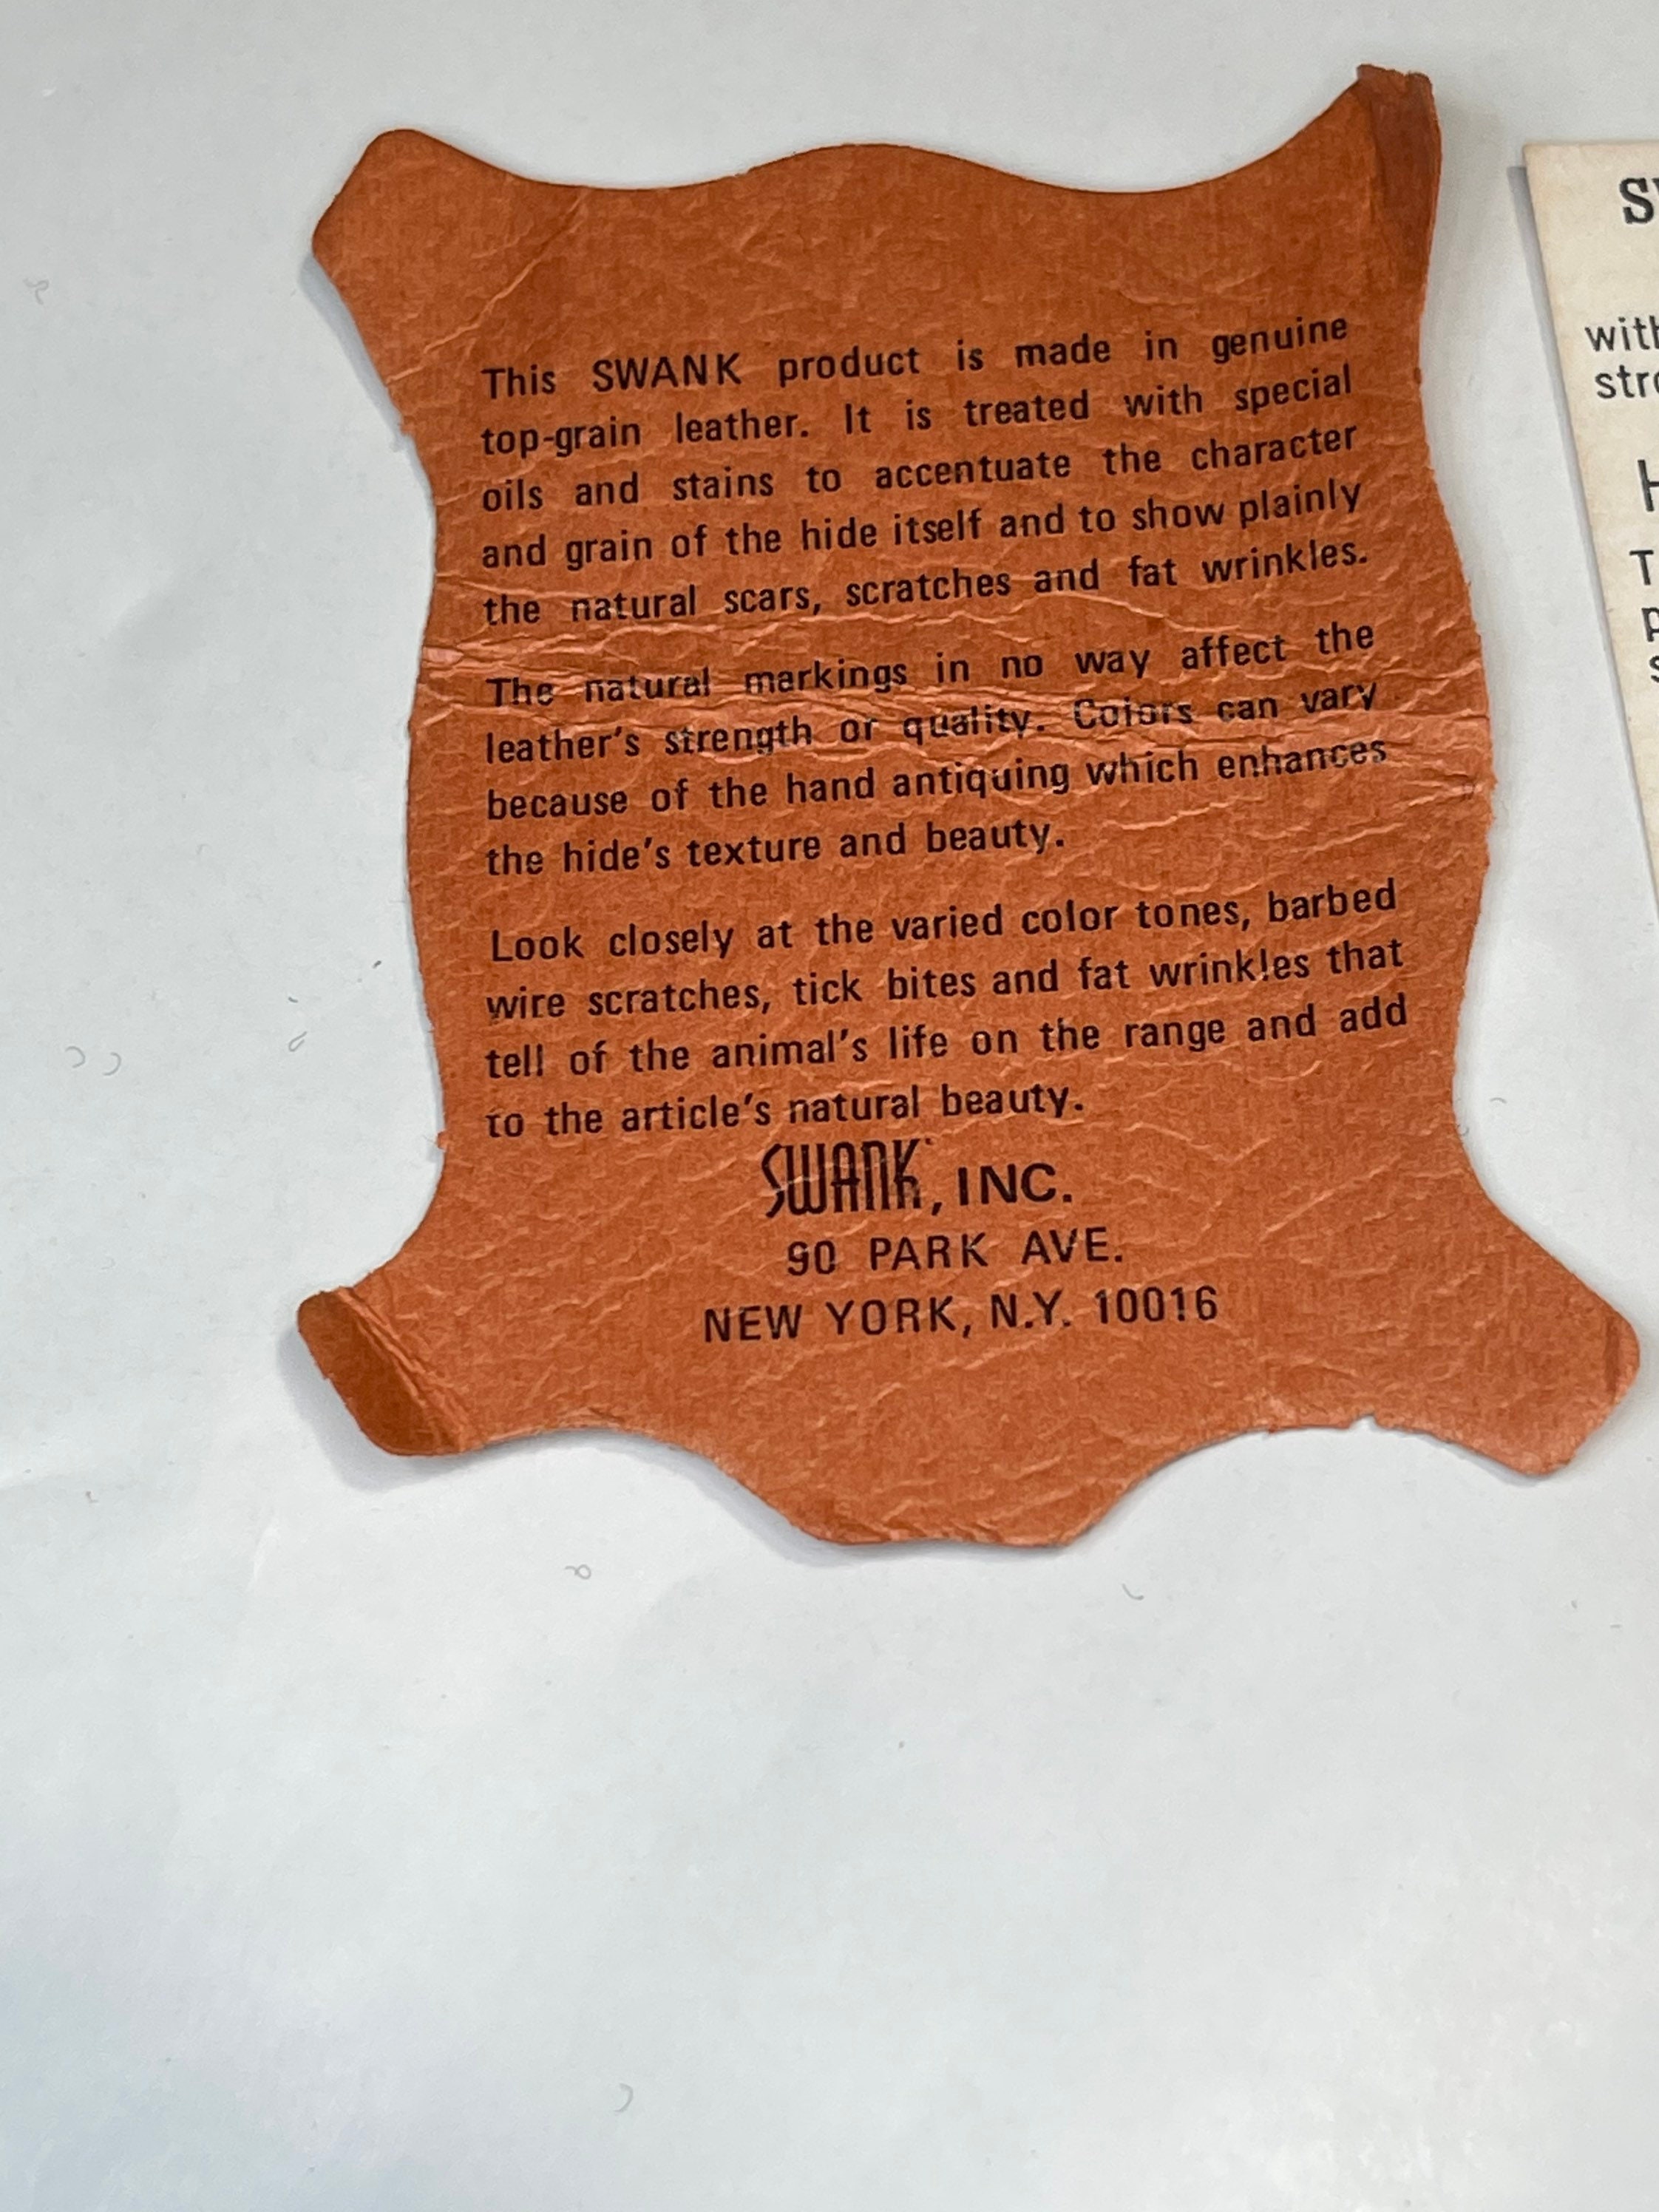 This SWANK product is made in genuine
top-grain leather. It is treated with special
oils and stains to accentuate the character
and grain of the hide itself and to show plainly
the natural scars, scratches and fat wrinkles.
The natural markings in no way affect the
leather's strength or quality. Colors can vary
because of the hand antiquing which enhances
the hide's texture and beauty.
Look closely at the varied color tones, barbed
wire scratches, tick bites and fat wrinkles that
tell of the animal's life on the range and add
to the article's natural beauty.
SWANK, INC.
90 PARK AVE.
NEW YORK, N.Y. 10016